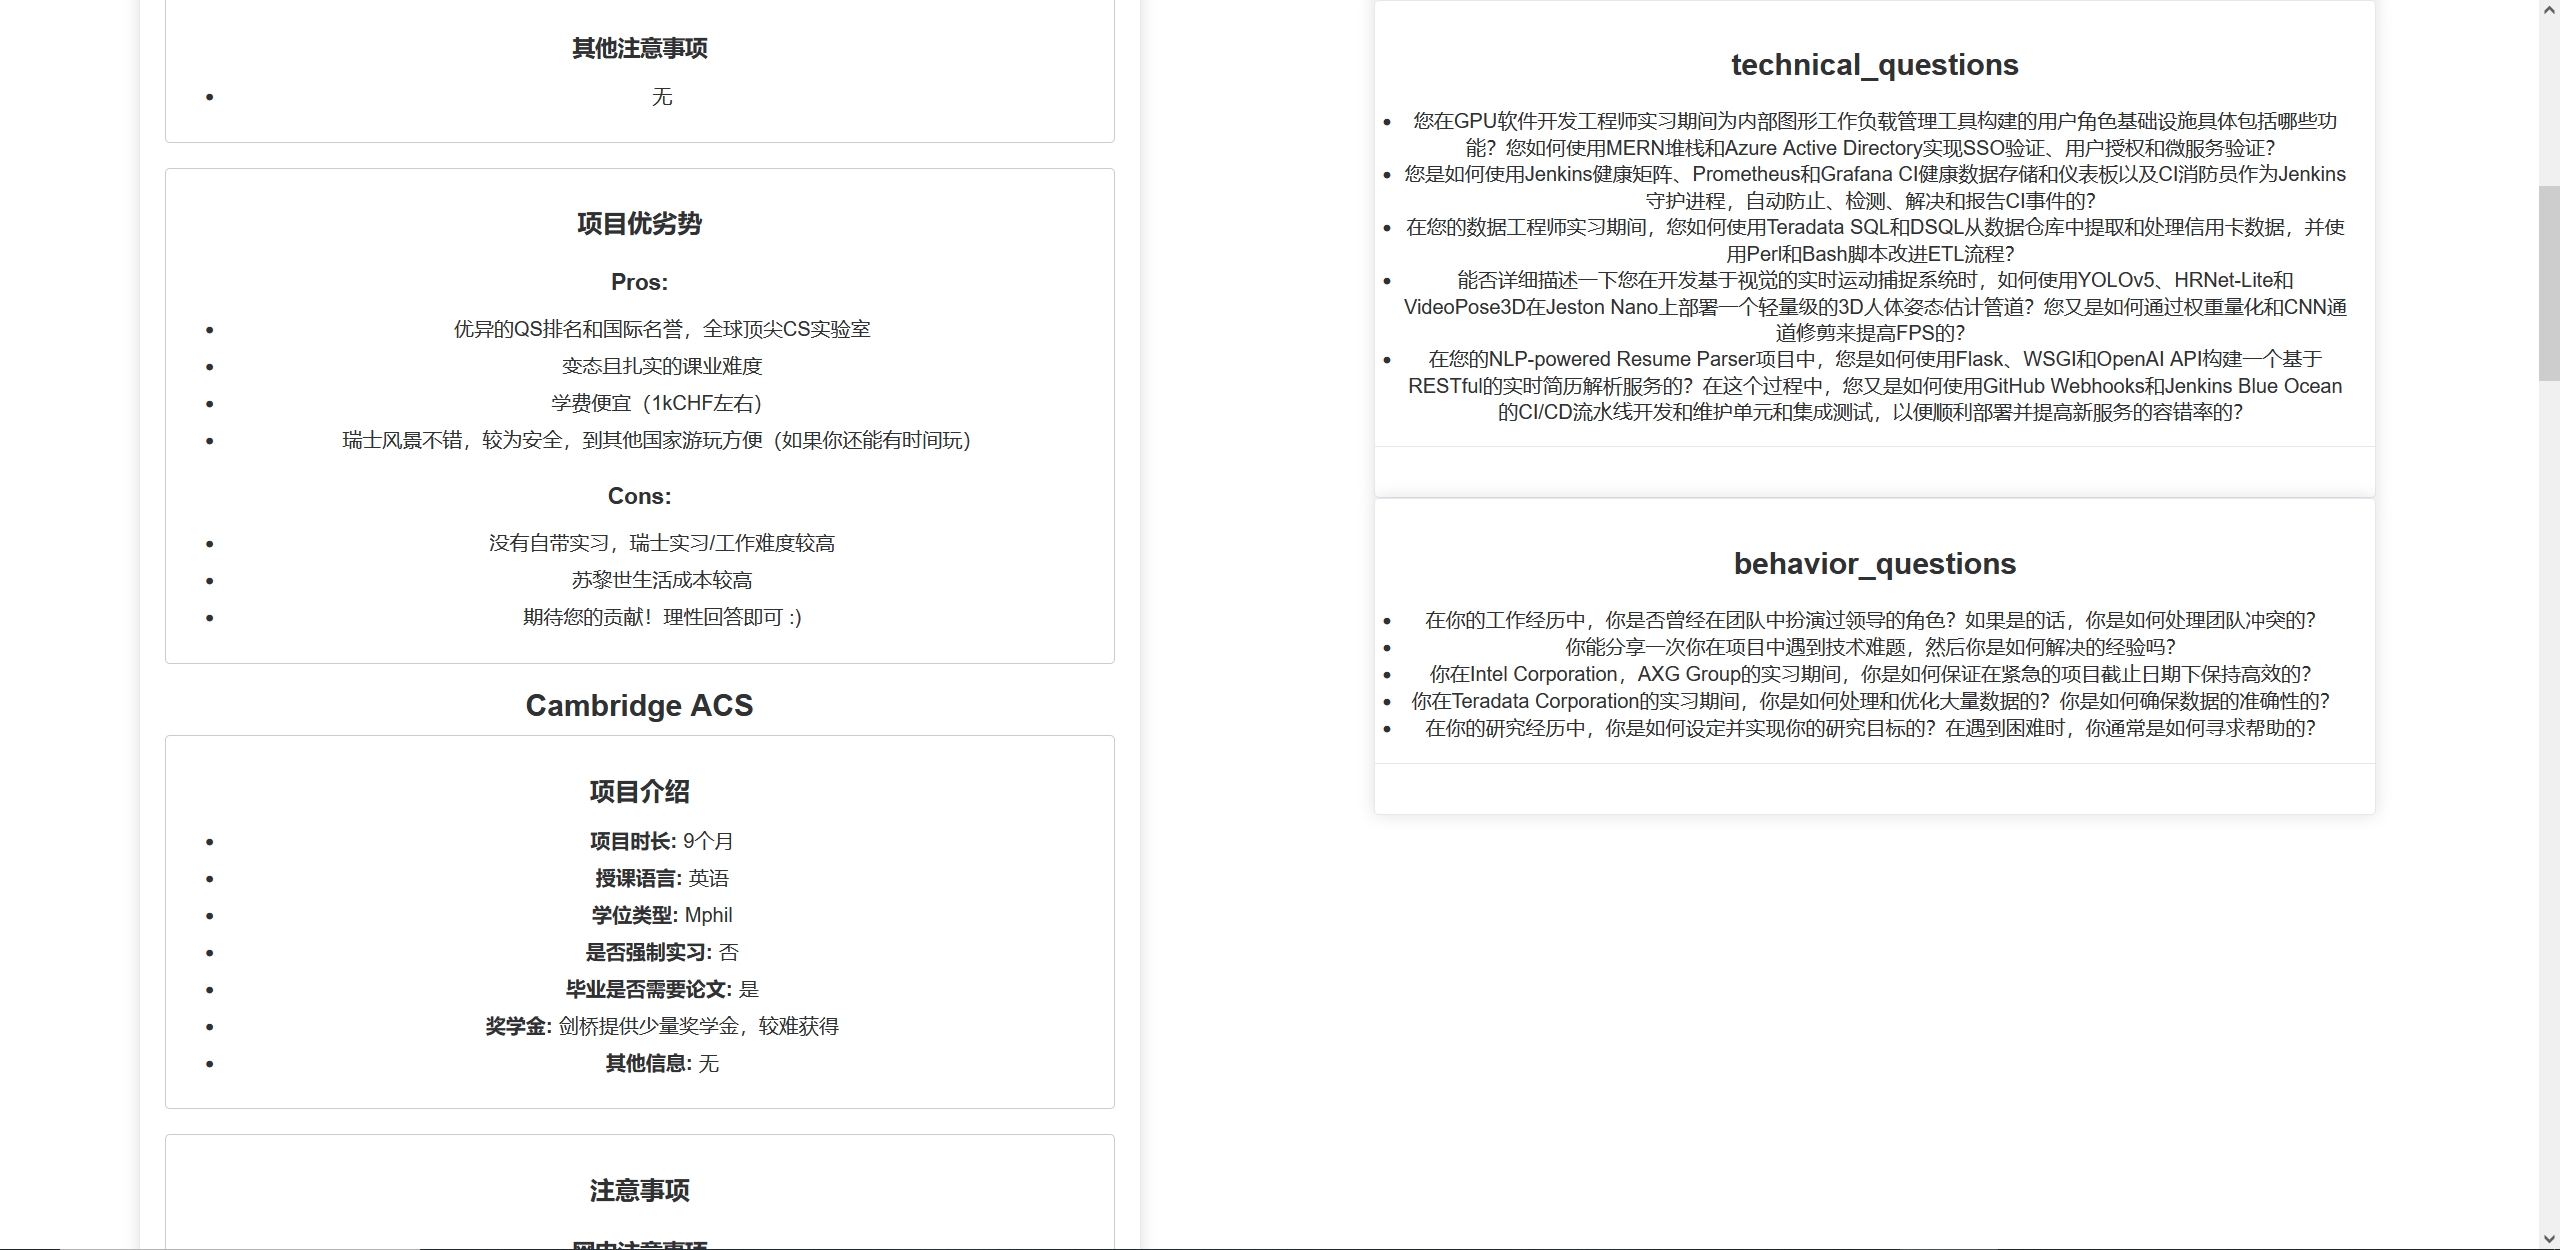 其他注意事项
无
项目优劣势
Pros:
优异的QS排名和国际名誉，全球顶尖CS实验室
变态且扎实的课业难度
学费便宜（1kCHF左右）
瑞士风景不错，较为安全，到其他国家游玩方便（如果你还能有时间玩）
Cons:
没有自带实习，瑞士实习/工作难度较高
苏黎世生活成本较高
期待您的贡献！理性回答即可 :)
Cambridge ACS
项目介绍
项目时长: 9个月
授课语言: 英语
学位类型: Mphil
是否强制实习: 否
毕业是否需要论文: 是
奖学金: 剑桥提供少量奖学金，较难获得
其他信息: 无
注意事项
technical_questions
您在GPU软件开发工程师实习期间为内部图形工作负载管理工具构建的用户角色基础设施具体包括哪些功
能？您如何使用MERN堆栈和Azure Active Directory实现SSO验证、用户授权和微服务验证？
您是如何使用Jenkins健康矩阵、Prometheus和Grafana CI健康数据存储和仪表板以及CI消防员作为Jenkins
守护进程，自动防止、检测、解决和报告CI事件的？
在您的数据工程师实习期间，您如何使用Teradata SQL和DSQL从数据仓库中提取和处理信用卡数据，并使
用Perl和Bash脚本改进ETL流程？
能否详细描述一下您在开发基于视觉的实时运动捕捉系统时，如何使用YOLOv5、HRNet-Lite和
VideoPose3D在Jeston Nano上部署一个轻量级的3D人体姿态估计管道？您又是如何通过权重量化和CNN通
道修剪来提高FPS的？
在您的NLP-powered Resume Parser项目中，您是如何使用Flask、WSGI和OpenAI API构建一个基于
RESTful的实时简历解析服务的？在这个过程中，您又是如何使用GitHub Webhooks和Jenkins Blue Ocean
的CI/CD流水线开发和维护单元和集成测试，以便顺利部署并提高新服务的容错率的？
behavior_questions
在你的工作经历中，你是否曾经在团队中扮演过领导的角色？如果是的话，你是如何处理团队冲突的？
你能分享一次你在项目中遇到技术难题，然后你是如何解决的经验吗？
你在Intel Corporation，AXG Group的实习期间，你是如何保证在紧急的项目截止日期下保持高效的？
你在Teradata Corporation的实习期间，你是如何处理和优化大量数据的？你是如何确保数据的准确性的？
在你的研究经历中，你是如何设定并实现你的研究目标的？在遇到困难时，你通常是如何寻求帮助的？